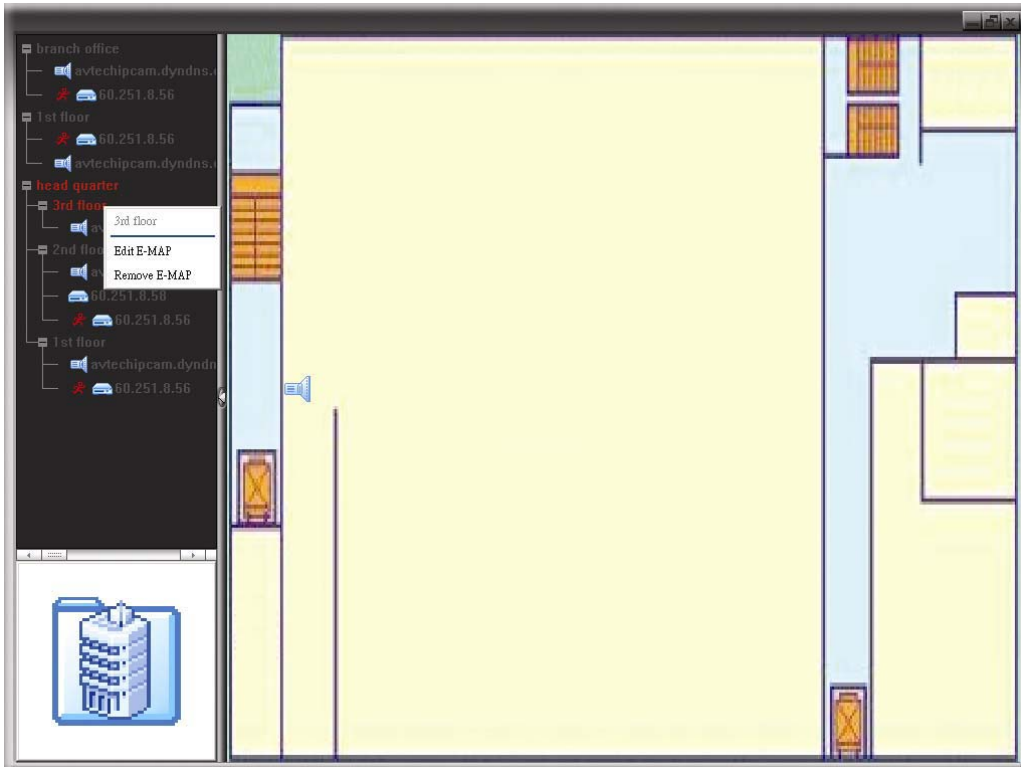 branch office
avtechipcam.dyndns.
60.251.8.56
1st floor
60.251.8.56
avtechipcam.dyndns.
head quarter
3rd floor
3rd floor
Edit E-MAP
Remove E-MAP
2nd floo
60.251.8.58
60.251.8.56
1st floor
avtechipcam.dyndn
60.251.8.56